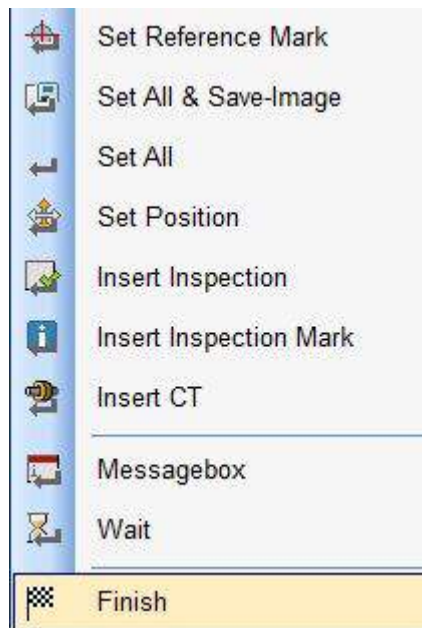 Set Reference Mark
Set All & Save-Image
Set All
Set Position
Insert Inspection
Insert Inspection Mark
Insert CT
Messagebox
Wait
Finish